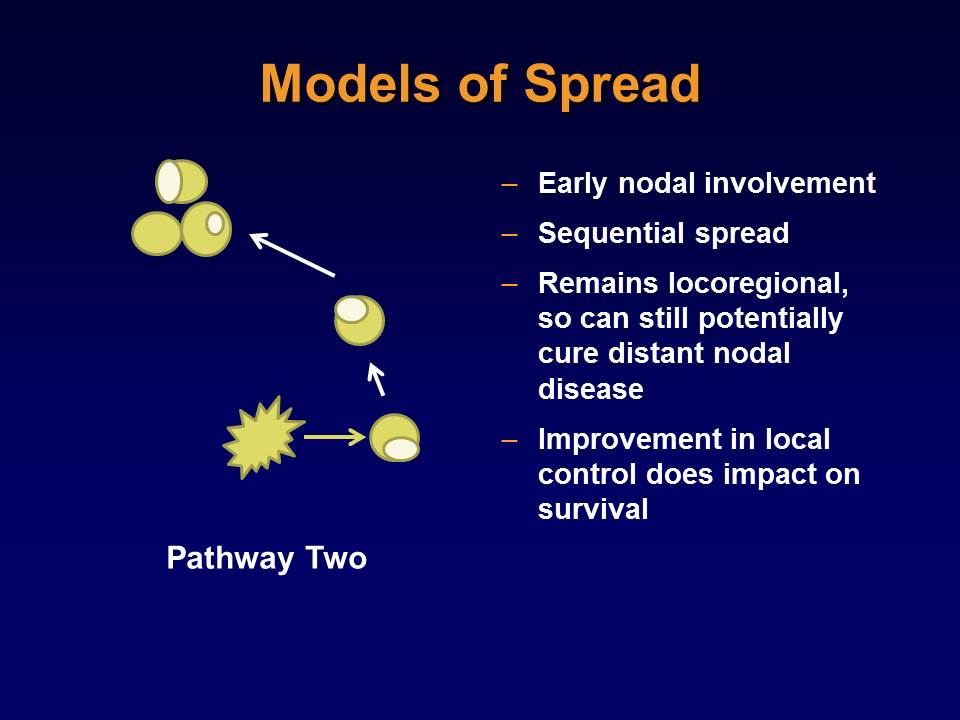 Models of Spread
– Early nodal involvement
– Sequential spread
– Remains locoregional,
so can still potentially
cure distant nodal
disease
– Improvement in local
control does impact on
survival
Pathway Two